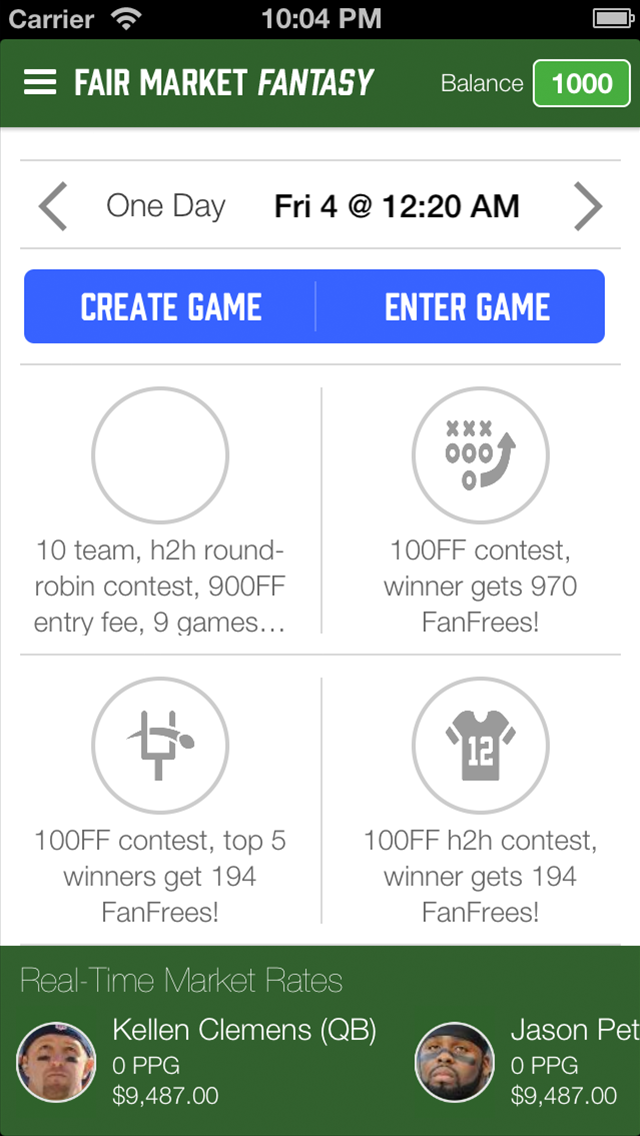 Carrier 10:04 PM
FAIR MARKET FANTASY Balance 1000
One Day Fri 4 @ 12:20 AM
CREATE GAME ENTER GAME
XXX
OOO
O
10 team, h2h round-
robin contest, 900FF
entry fee, 9 games...
100FF contest,
winner gets 970
FanFrees!
12
100FF contest, top 5
winners get 194
FanFrees!
100FF h2h contest,
winner gets 194
FanFrees!
Real-Time Market Rates
Kellen Clemens (QB)
0 PPG
$9,487.00
Jason Pet
0 PPG
$9,487.00